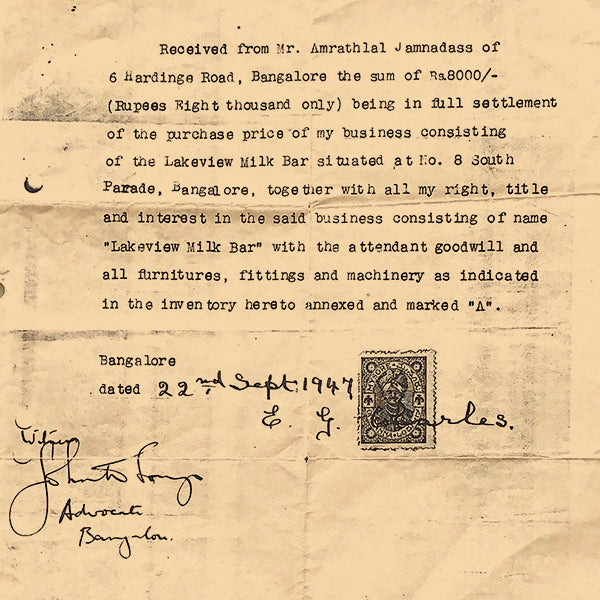 Received from Mr. Amrathlal Jamnadass of
6 Hardinge Road, Bangalore the sum of Rs8000/-
(Rupees Eight thousand only) being in full settlement
of the purchase price of my business consisting
of the Lakeview Milk Bar situated at No. 8 South
Parade, Bangalore, together with all my right, title
and interest in the said business consisting of name
"Lakeview Milk Bar" with the attendant goodwill and
all furnitures, fittings and machinery as indicated
in the inventory hereto annexed and marked "A".
Bangalore
dated 22nd Sept. 1947
E. G.
Witness
Advocate
Bangalore.